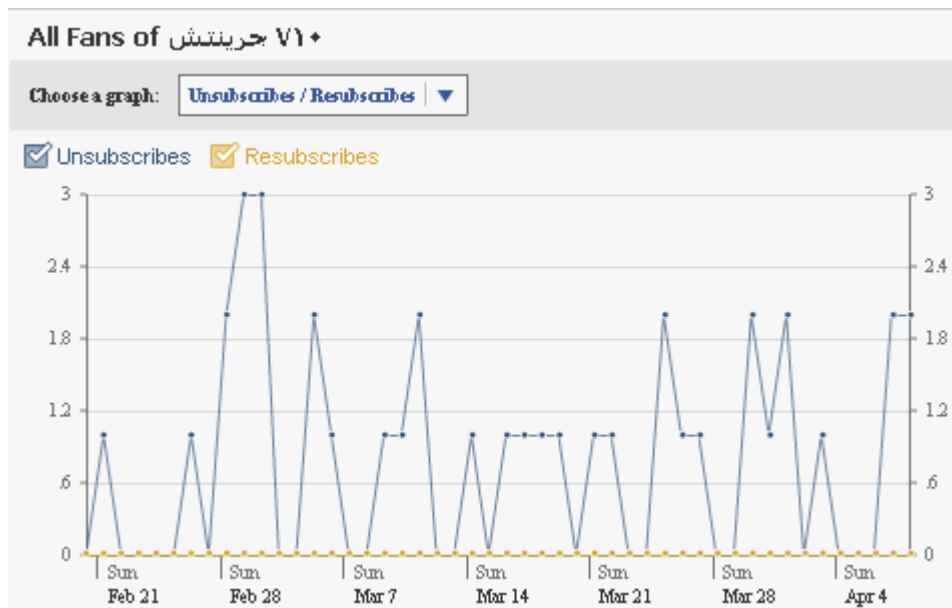 All Fans of ٧١٠ جرينتش
Choose a graph: Unsubscribes / Resubscribes
Unsubscribes Resubscribes
3 3
2.4 2.4
1.8 1.8
1.2 1.2
.6 .6
0 0
Sun Sun Sun Sun Sun Sun Sun
Feb 21 Feb 28 Mar 7 Mar 14 Mar 21 Mar 28 Apr 4